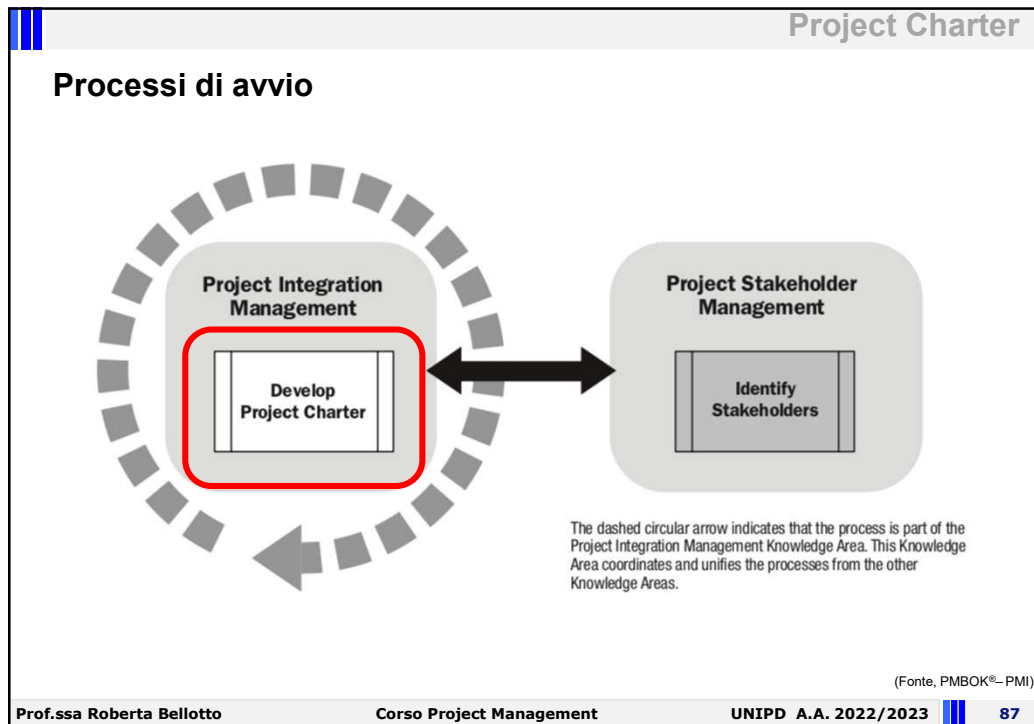 Project Charter
Processi di avvio
Project Integration
Management
Develop
Project Charter
Project Stakeholder
Management
Identify
Stakeholders
The dashed circular arrow indicates that the process is part of the
Project Integration Management Knowledge Area. This Knowledge
Area coordinates and unifies the processes from the other
Knowledge Areas.
(Fonte, PMBOK®– PMI)
Prof.ssa Roberta Bellotto Corso Project Management UNIPD A.A. 2022/2023 87